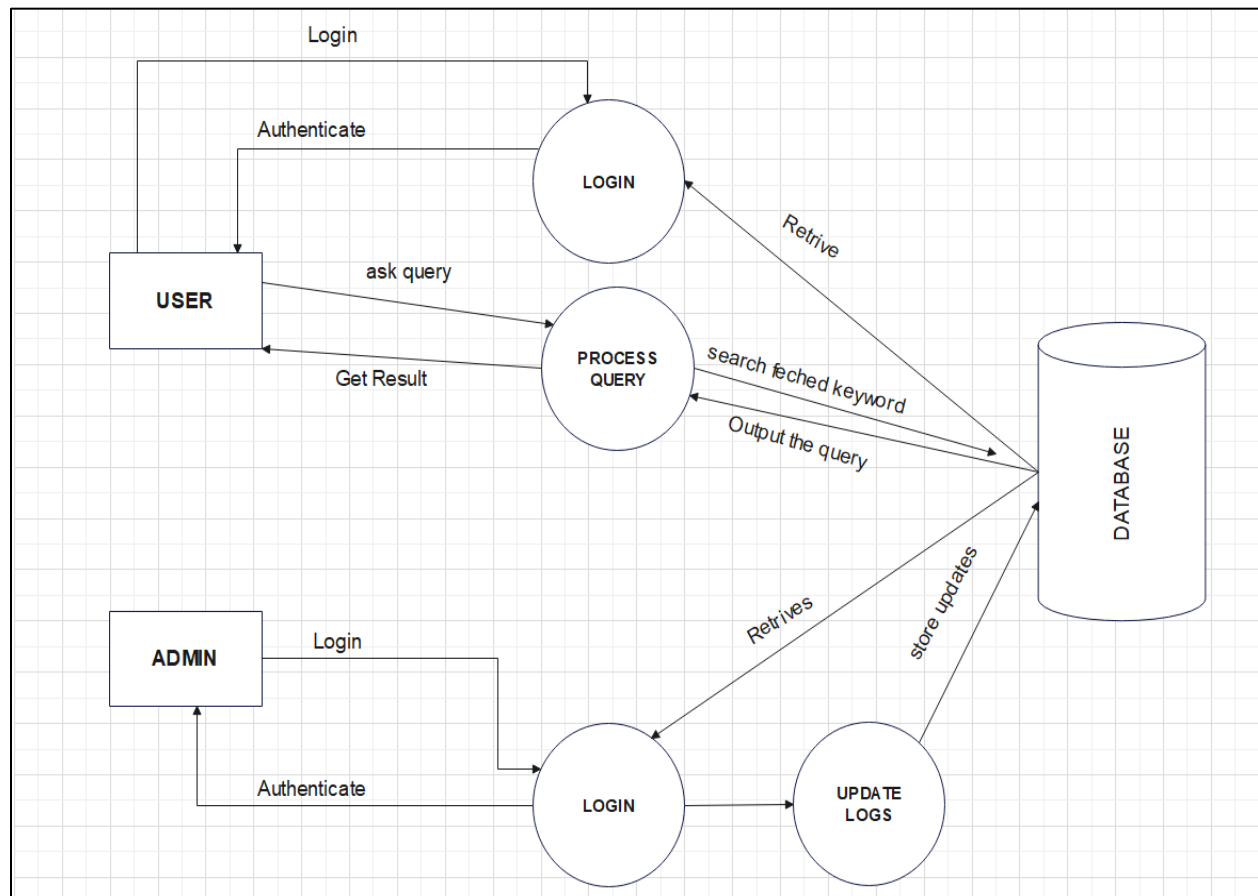 Login
Authenticate
LOGIN
Retrive
ask query
USER
Get Result
PROCESS
QUERY
search feched keyword
Output the query
DATABASE
ADMIN
Login
Retrives
store updates
Authenticate
LOGIN
UPDATE
LOGS